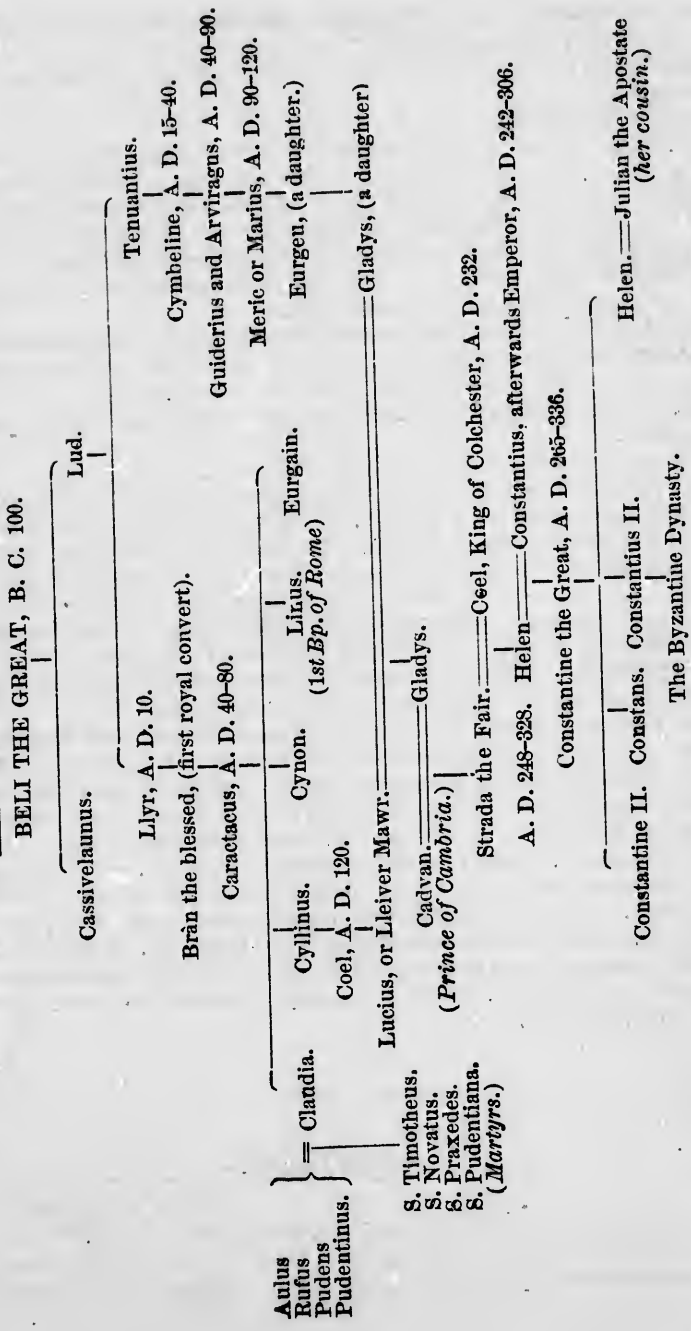 BELI THE GREAT, B. C. 100.
Cassivelaunus. Lud.
Llyr, A. D. 10. Tenuantius.
Brân the blessed, (first royal convert). Cymbeline, A. D. 15-40.
Caractacus, A. D. 40-80. Guiderius and Arviragus, A. D. 40-90.
Meric or Marius, A. D. 90-120.
Aulus
Rufus
Pudens
Pudentinus.
= Claudia. Cyllinus. Cynon. Linus. Eurgain. Eurgeu, (a daughter.)
(1st Bp. of Rome)
Coel, A. D. 120.
Lucius, or Lleiver Mawr. Gladys, (a daughter)
S. Timotheus.
S. Novatus.
S. Praxedes.
S. Pudentiana.
(Martyrs.)
Cadvan. Gladys.
(Prince of Cambria.)
Strada the Fair. Coel, King of Colchester, A. D. 232.
A. D. 248-328. Helen Constantius, afterwards Emperor, A. D. 242-306.
Constantine the Great, A. D. 265-336.
Constantine II. Constans. Constantius II. Helen. Julian the Apostate
(her cousin.)
The Byzantine Dynasty.